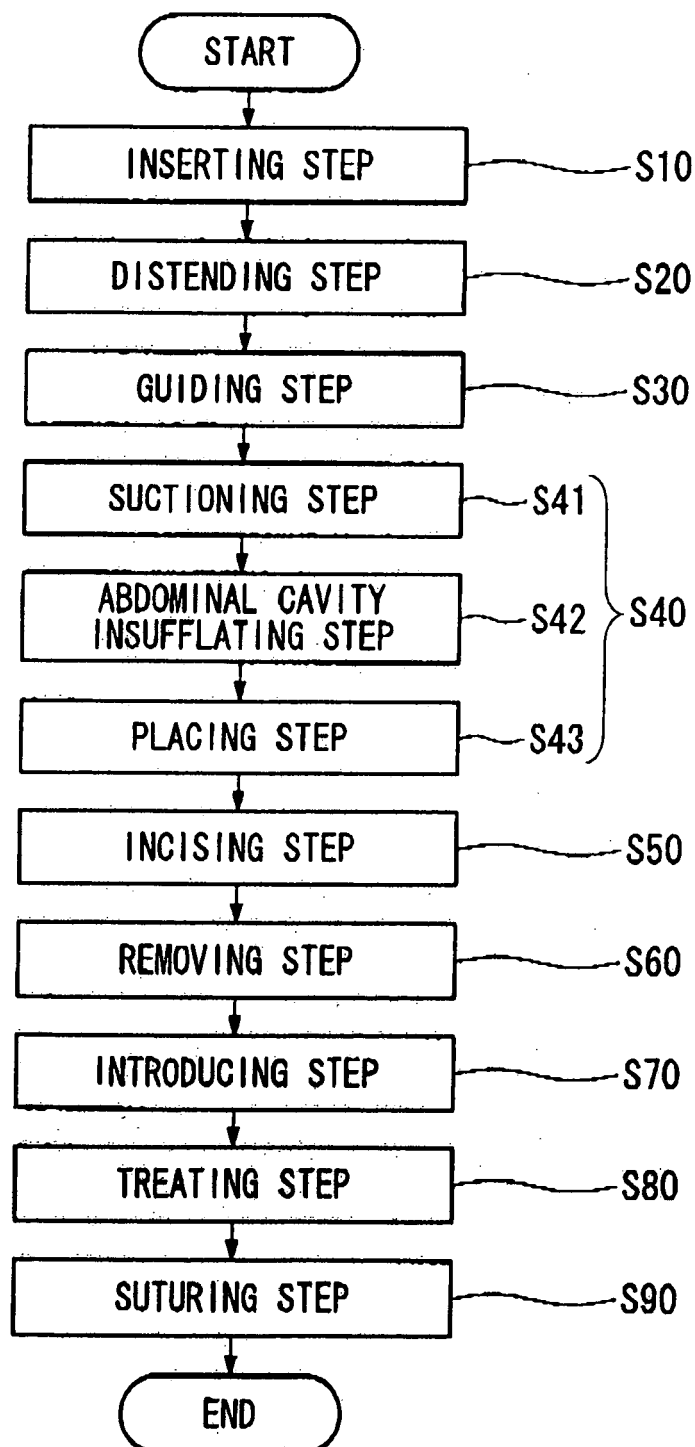 START
INSERTING STEP S10
DISTENDING STEP S20
GUIDING STEP S30
SUCTIONING STEP S41
ABDOMINAL CAVITY
INSUFFLATING STEP S42 S40
PLACING STEP S43
INCISING STEP S50
REMOVING STEP S60
INTRODUCING STEP S70
TREATING STEP S80
SUTURING STEP S90
END